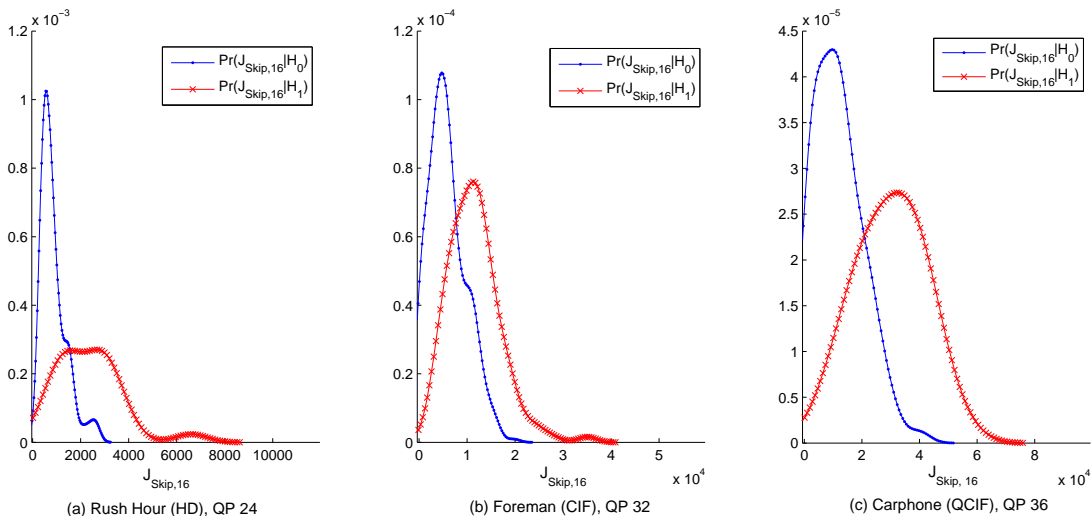 x 10^-3
1.2
1
0.8
0.6
0.4
0.2
0
0 2000 4000 6000 8000 10000
J_Skip,16
Pr(J_Skip,16|H_0)
Pr(J_Skip,16|H_1)
(a) Rush Hour (HD), QP 24
x 10^-4
1.2
1
0.8
0.6
0.4
0.2
0
0 1 2 3 4 5
x 10^4
J_Skip,16
Pr(J_Skip,16|H_0)
Pr(J_Skip,16|H_1)
(b) Foreman (CIF), QP 32
x 10^-5
4.5
4
3.5
3
2.5
2
1.5
1
0.5
0
0 2 4 6 8
x 10^4
J_Skip,16
Pr(J_Skip,16|H_0)
Pr(J_Skip,16|H_1)
(c) Carphone (QCIF), QP 36